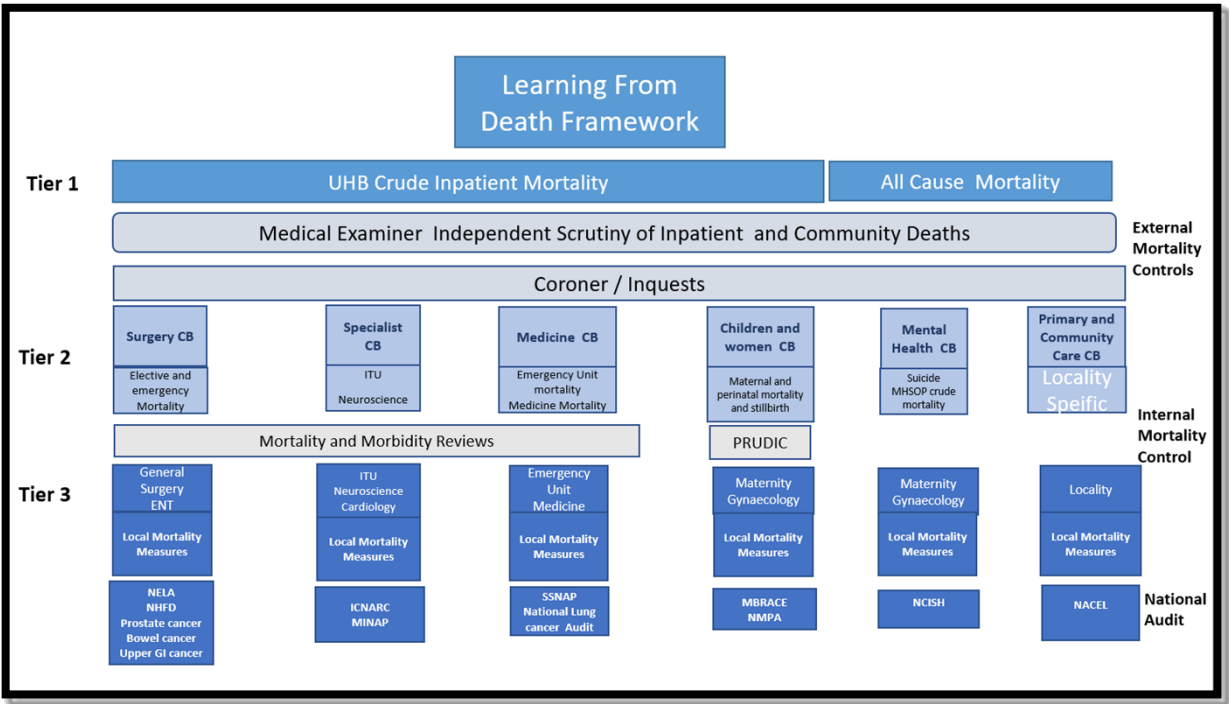 Learning From
Death Framework
Tier 1
UHB Crude Inpatient Mortality
All Cause Mortality
Medical Examiner Independent Scrutiny of Inpatient and Community Deaths
External
Mortality
Controls
Coroner / Inquests
Tier 2
Surgery CB
Elective and
emergency
Mortality
Specialist
CB
ITU
Neuroscience
Medicine CB
Emergency Unit
mortality
Medicine Mortality
Children and
women CB
Maternal and
perinatal mortality
and stillbirth
Mental
Health CB
Suicide
MHSOP crude
mortality
Primary and
Community
Care CB
Locality
Speific
Mortality and Morbidity Reviews
PRUDIC
Internal
Mortality
Control
Tier 3
General
Surgery
ENT
Local Mortality
Measures
ITU
Neuroscience
Cardiology
Local Mortality
Measures
Emergency
Unit
Medicine
Local Mortality
Measures
Maternity
Gynaecology
Local Mortality
Measures
Maternity
Gynaecology
Local Mortality
Measures
Locality
Local Mortality
Measures
NELA
NHFD
Prostate cancer
Bowel cancer
Upper GI cancer
ICNARC
MINAP
SSNAP
National Lung
cancer Audit
MBRACE
NMPA
NCISH
NACEL
National
Audit